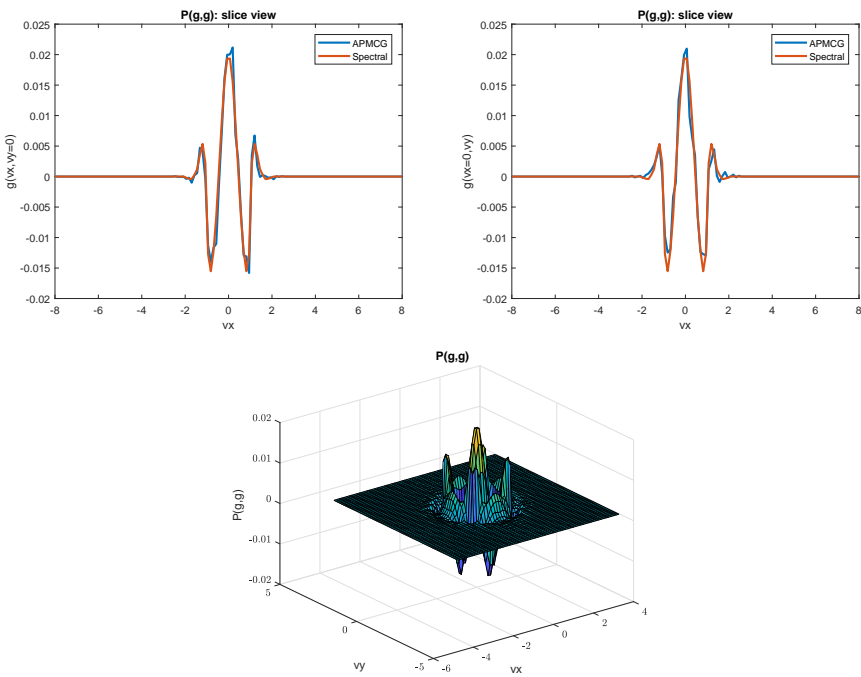 P(g,g): slice view
0.025
0.02
0.015
0.01
0.005
0
-0.005
-0.01
-0.015
-0.02
g(vx,vy=0)
-8 -6 -4 -2 0 2 4 6 8
vx
APMCG
Spectral
P(g,g): slice view
0.025
0.02
0.015
0.01
0.005
0
-0.005
-0.01
-0.015
-0.02
g(vx=0,vy)
-8 -6 -4 -2 0 2 4 6 8
vx
APMCG
Spectral
P(g,g)
0.02
0.01
0
-0.01
-0.02
P(g,g)
5
0
-5
vy
-6
-4
-2
0
2
4
vx